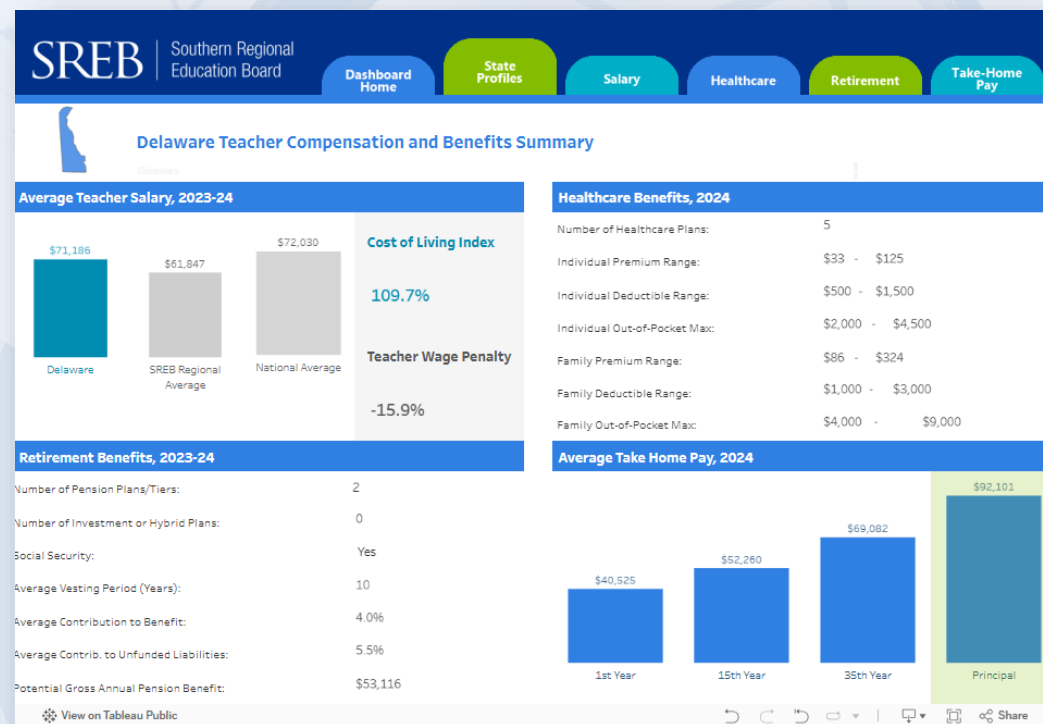 SREB
Southern Regional
Education Board
Dashboard
Home
State
Profiles
Salary
Healthcare
Retirement
Take-Home
Pay
Delaware Teacher Compensation and Benefits Summary
Delaware
Average Teacher Salary, 2023-24
$71,186
$61,847
$72,030
Delaware
SREB Regional
Average
National Average
Cost of Living Index
109.7%
Teacher Wage Penalty
-15.9%
Healthcare Benefits, 2024
Number of Healthcare Plans: 5
Individual Premium Range: $33 - $125
Individual Deductible Range: $500 - $1,500
Individual Out-of-Pocket Max: $2,000 - $4,500
Family Premium Range: $86 - $324
Family Deductible Range: $1,000 - $3,000
Family Out-of-Pocket Max: $4,000 - $9,000
Retirement Benefits, 2023-24
Number of Pension Plans/Tiers: 2
Number of Investment or Hybrid Plans: 0
Social Security: Yes
Average Vesting Period (Years): 10
Average Contribution to Benefit: 4.0%
Average Contrib. to Unfunded Liabilities: 5.5%
Potential Gross Annual Pension Benefit: $53,116
Average Take Home Pay, 2024
$40,525
$52,260
$69,082
$92,101
1st Year
15th Year
35th Year
Principal
View on Tableau Public
Share